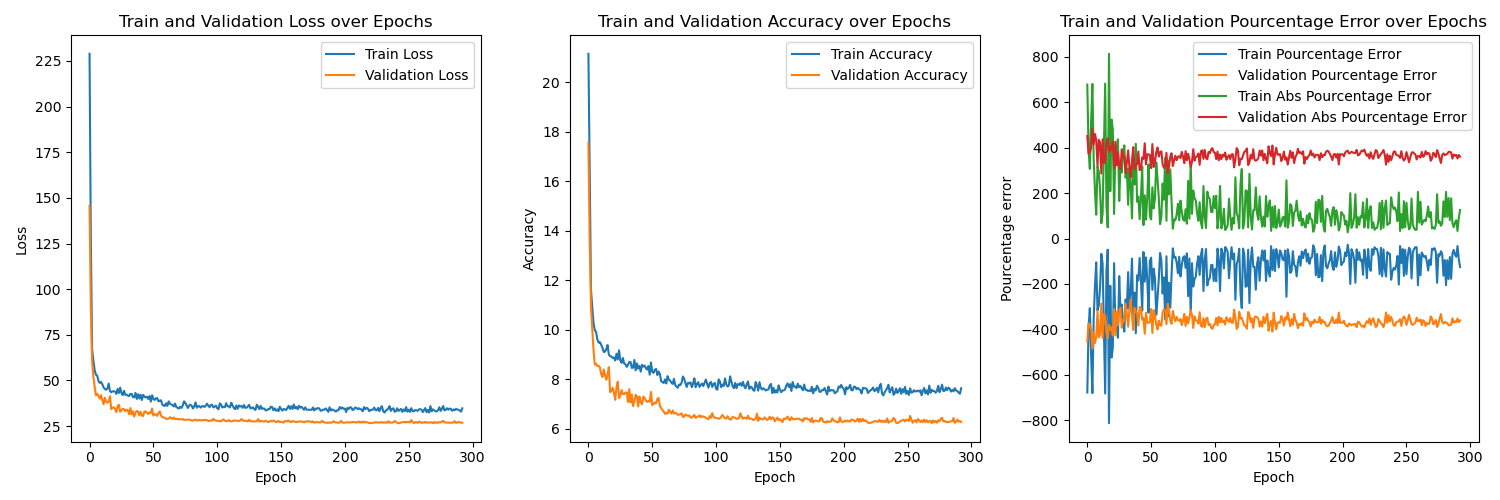 Train and Validation Loss over Epochs
Train Loss
Validation Loss
225
200
175
150
125
100
75
50
25
Loss
0 50 100 150 200 250 300
Epoch
Train and Validation Accuracy over Epochs
Train Accuracy
Validation Accuracy
20
18
16
14
12
10
8
6
Accuracy
0 50 100 150 200 250 300
Epoch
Train and Validation Pourcentage Error over Epochs
Train Pourcentage Error
Validation Pourcentage Error
Train Abs Pourcentage Error
Validation Abs Pourcentage Error
800
600
400
200
0
−200
−400
−600
−800
Pourcentage error
0 50 100 150 200 250 300
Epoch